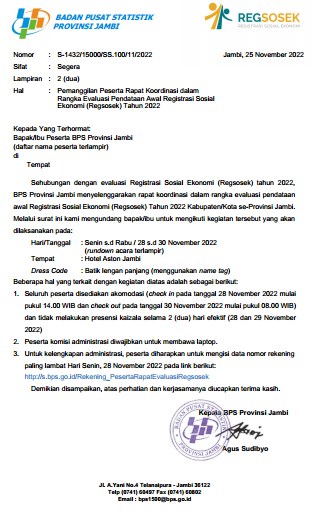 BADAN PUSAT STATISTIK
PROVINSI JAMBI
REGSOSEK
REGISTRASI SOSIAL EKONOMI
Nomor : S-1432/15000/SS.100/11/2022 Jambi, 25 November 2022
Sifat : Segera
Lampiran : 2 (dua)
Hal : Pemanggilan Peserta Rapat Koordinasi dalam
Rangka Evaluasi Pendataan Awal Registrasi Sosial
Ekonomi (Regsosek) Tahun 2022
Kepada Yang Terhormat:
Bapak/Ibu Peserta BPS Provinsi Jambi
(daftar nama peserta terlampir)
di
Tempat
Sehubungan dengan evaluasi Registrasi Sosial Ekonomi (Regsosek) tahun 2022,
BPS Provinsi Jambi menyelenggarakan rapat koordinasi dalam rangka evaluasi pendataan
awal Registrasi Sosial Ekonomi (Regsosek) Tahun 2022 Kabupaten/Kota se-Provinsi Jambi.
Melalui surat ini kami mengundang bapak/ibu untuk mengikuti kegiatan tersebut yang akan
dilaksanakan pada:
Hari/Tanggal : Senin s.d Rabu / 28 s.d 30 November 2022
(rundown acara terlampir)
Tempat : Hotel Aston Jambi
Dress Code : Batik lengan panjang (menggunakan name tag)
Beberapa hal yang terkait dengan kegiatan diatas adalah sebagai berikut:
1. Seluruh peserta disediakan akomodasi (check in pada tanggal 28 November 2022 mulai
pukul 14.00 WIB dan check out pada tanggal 30 November 2022 mulai pukul 08.00 WIB)
dan tidak melakukan presensi kaizala selama 2 (dua) hari efektif (28 dan 29 November
2022)
2. Peserta komisi administrasi diwajibkan untuk membawa laptop.
3. Untuk kelengkapan administrasi, peserta diharapkan untuk mengisi data nomor rekening
paling lambat Hari Senin, 28 November 2022 pada link berikut:
http://s.bps.go.id/Rekening_PesertaRapatEvaluasiRegsosek
Demikian disampaikan, atas perhatian dan kerjasamanya diucapkan terima kasih.
Kepala BPS Provinsi Jambi
BADAN PUSAT STATISTIK
PROVINSI JAMBI
Agus Sudibyo
Jl. A.Yani No.4 Telanaipura - Jambi 36122
Telp (0741) 60497 Fax (0741) 60802
Email : bps1500@bps.go.id